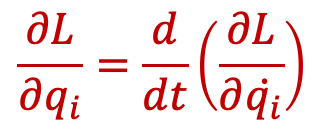 ∂L/∂qᵢ = d/dt (∂L/∂q̇ᵢ)